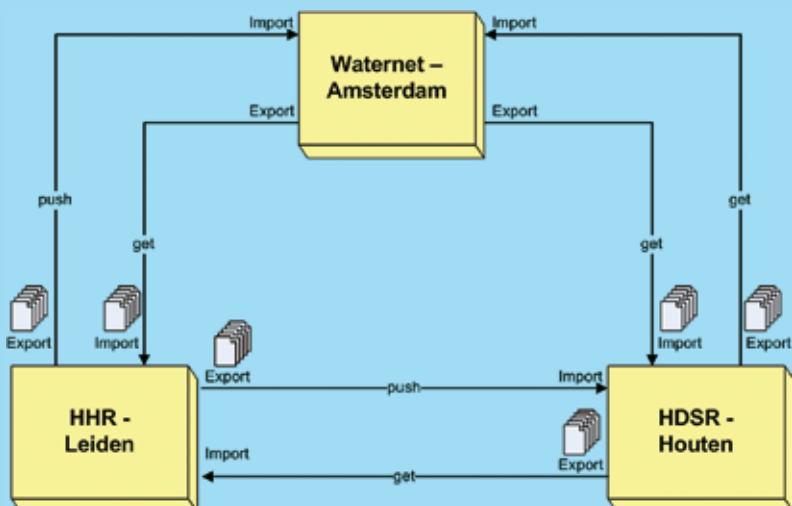 Import
Import
Waternet –
Amsterdam
Export
Export
push
get
get
get
Export
Import
Import
Export
Export
push
Import
HHR -
Leiden
HDSR -
Houten
Import
Export
get